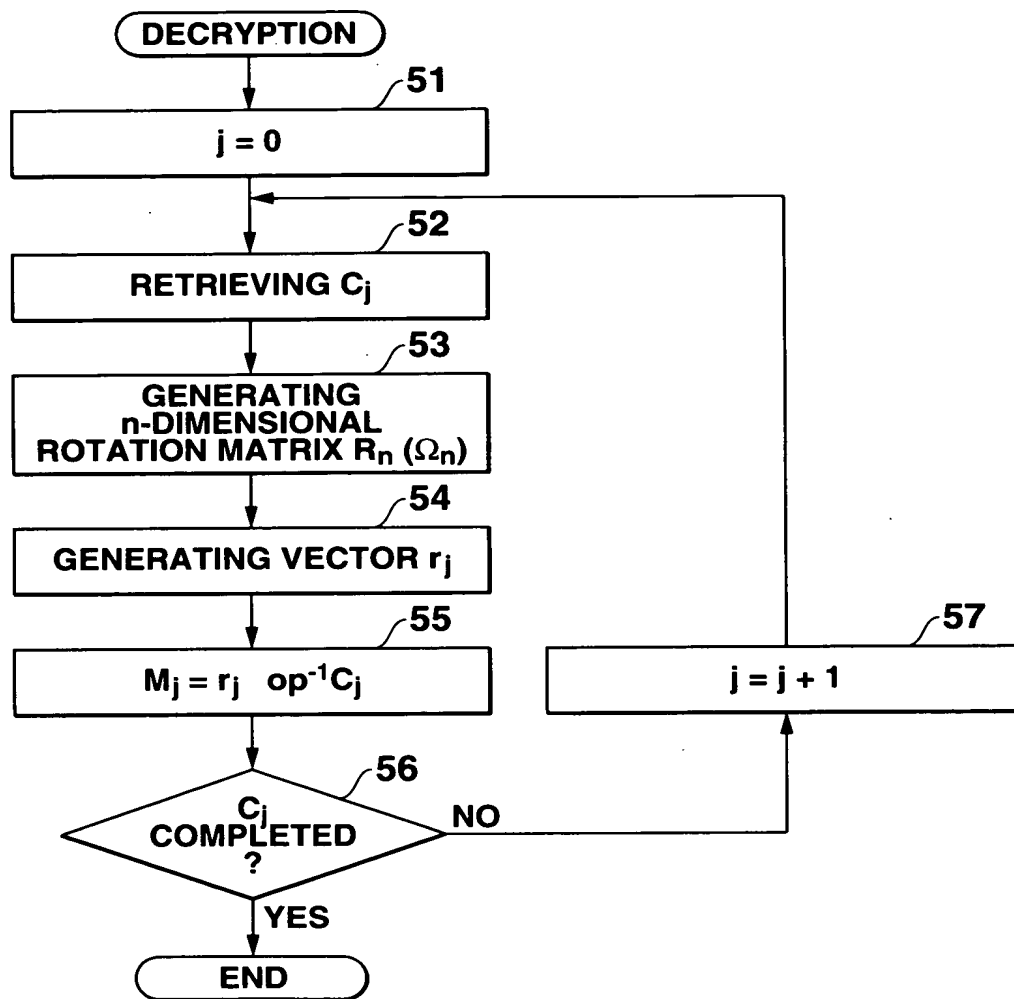 DECRYPTION
51
j = 0
52
RETRIEVING Cj
53
GENERATING
n-DIMENSIONAL
ROTATION MATRIX Rn (Ωn)
54
GENERATING VECTOR rj
55
Mj = rj op-1Cj
57
j = j + 1
56
Cj
COMPLETED
?
NO
YES
END